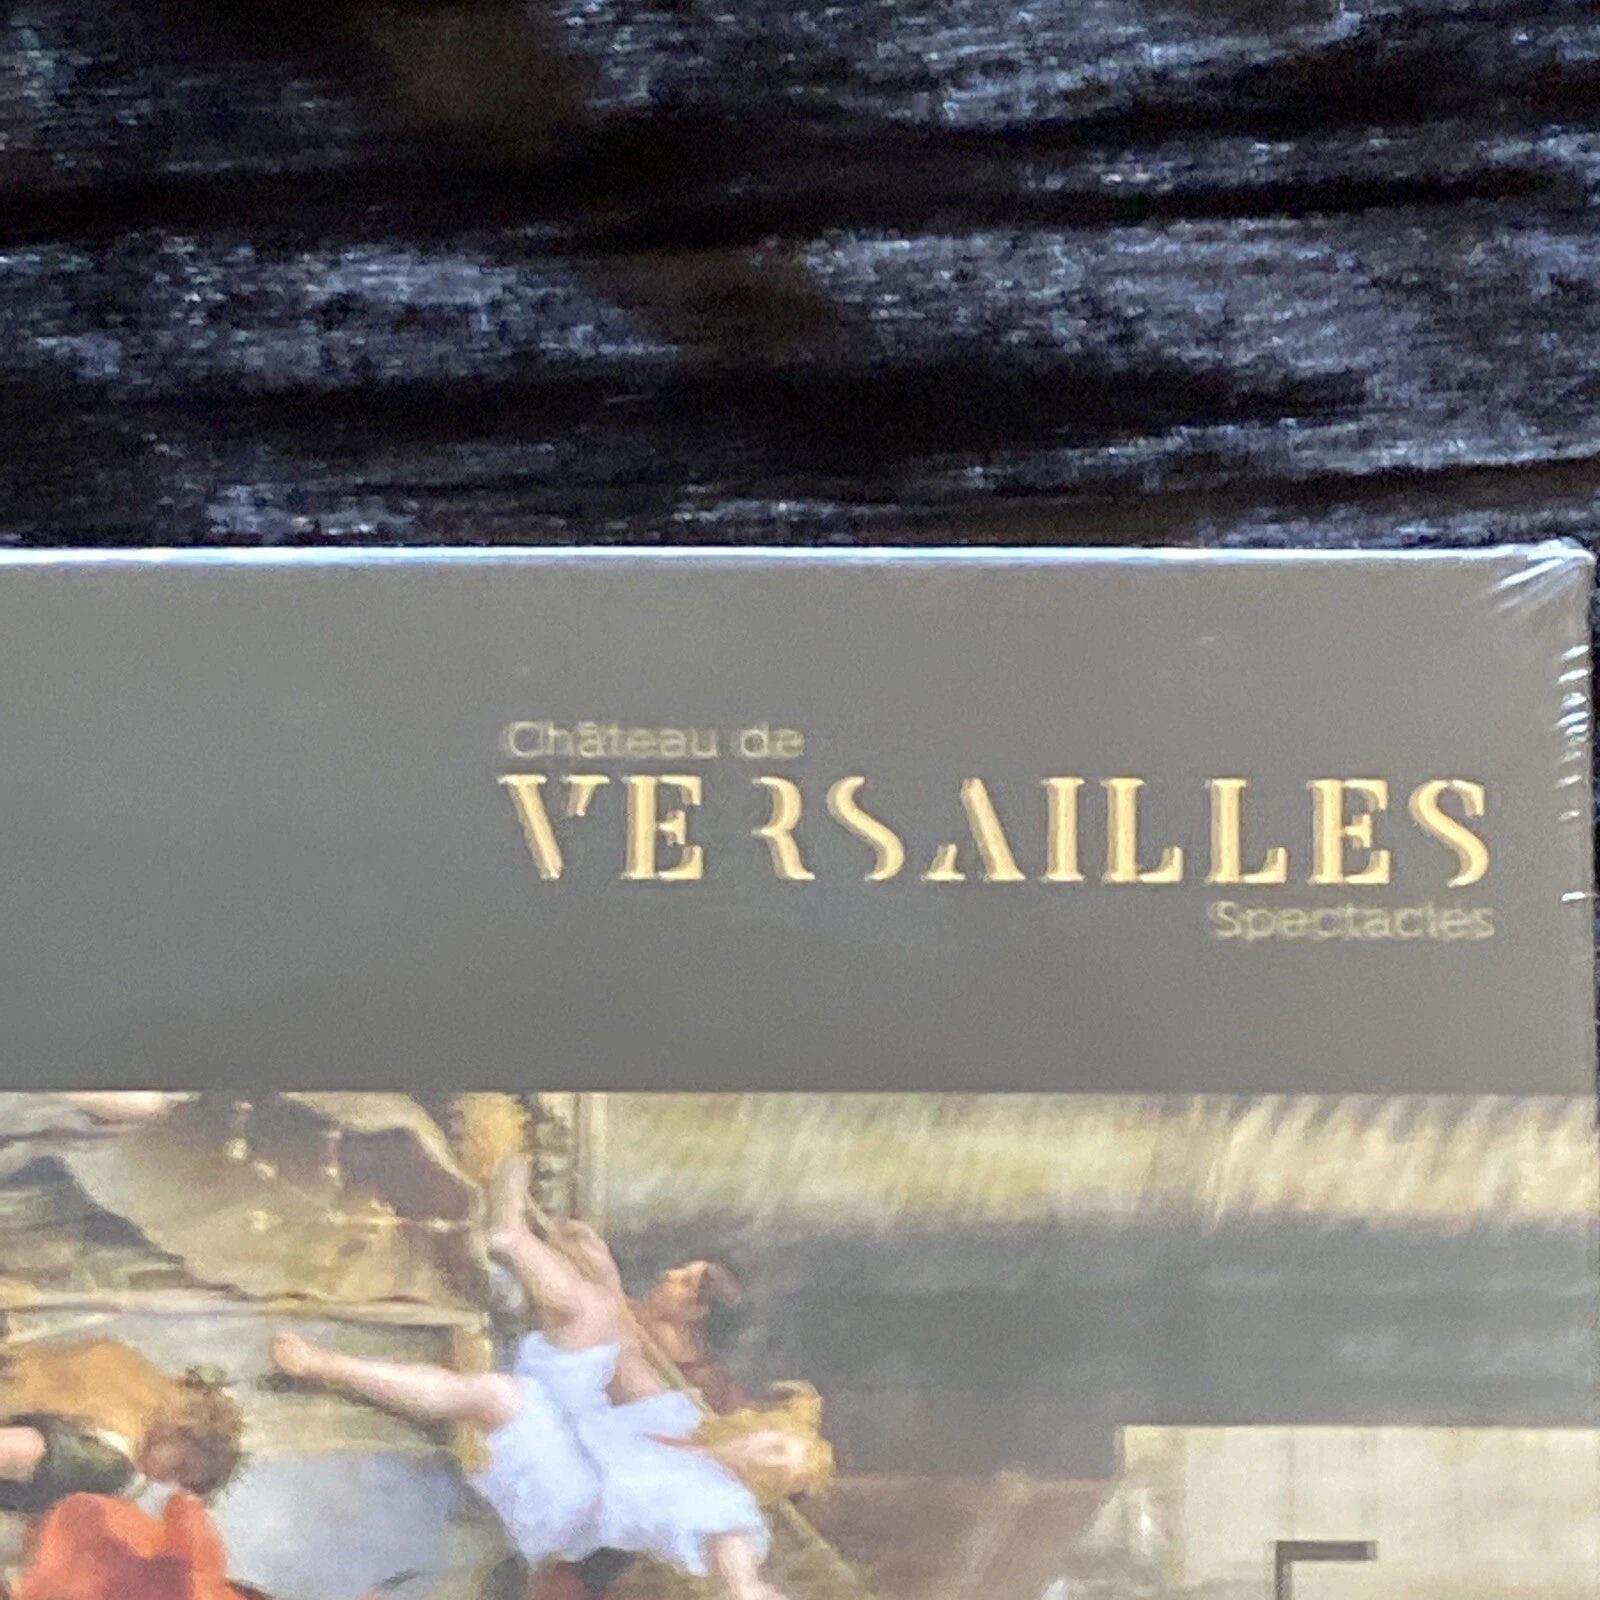 Château de
VERSAILLES
Spectacles